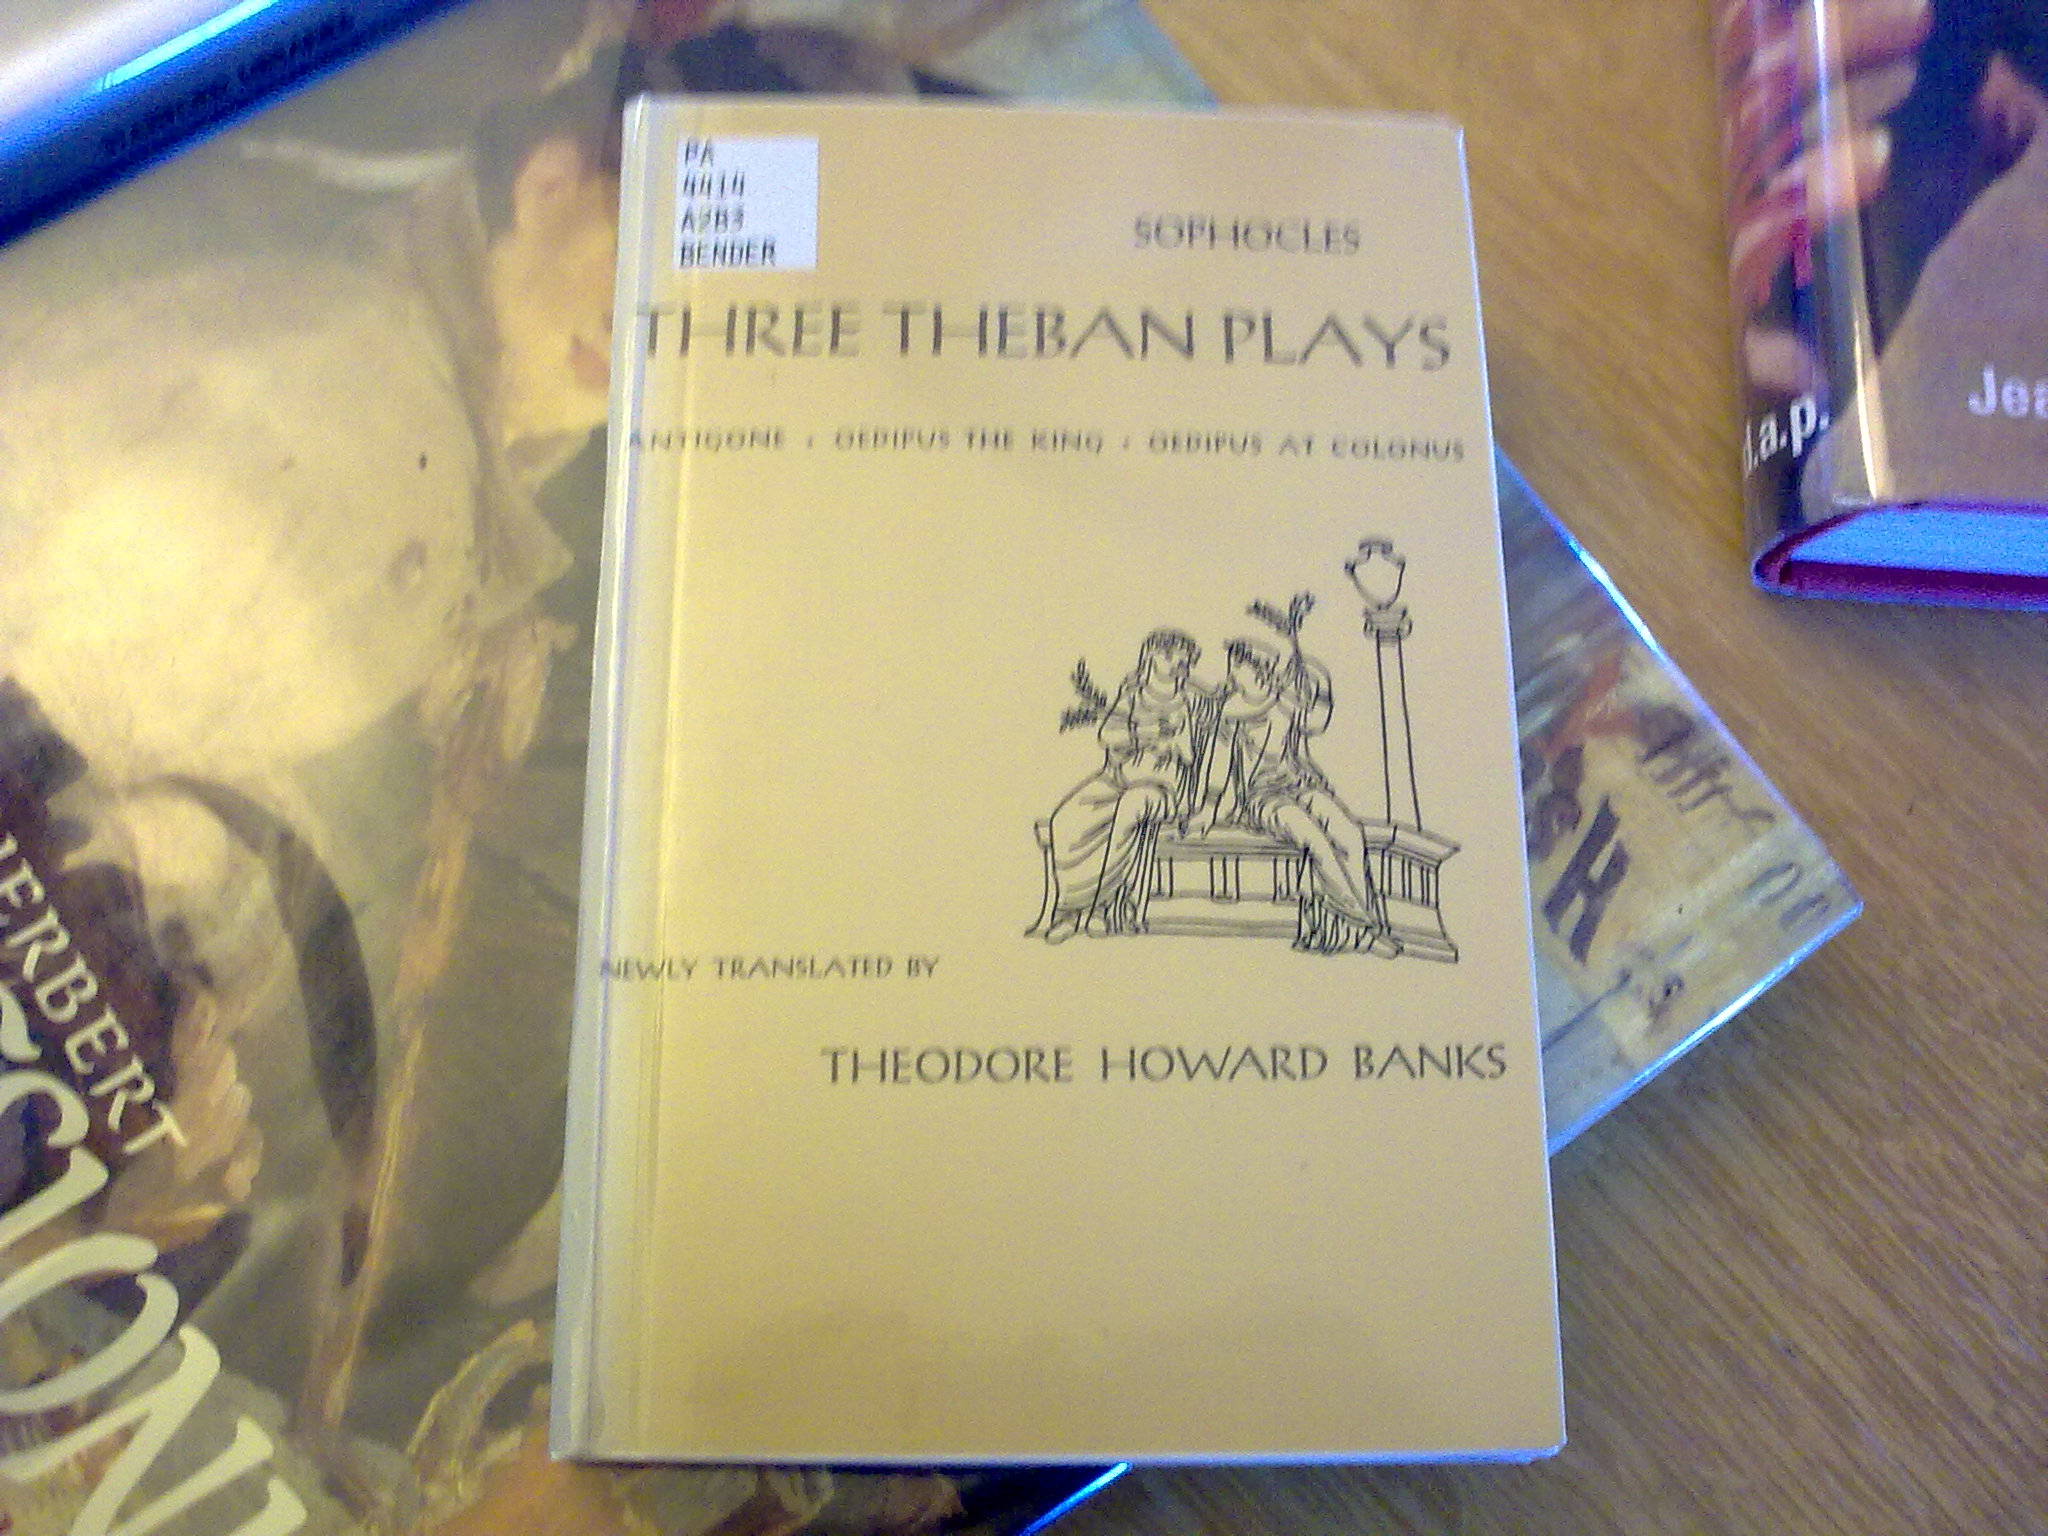 PA
4414
A2B3
BENDER
SOPHOCLES
THREE THEBAN PLAYS
ANTIGONE . OEDIPUS THE KING . OEDIPUS AT COLONUS
NEWLY TRANSLATED BY
THEODORE HOWARD BANKS
d.a.p.
HERBERT